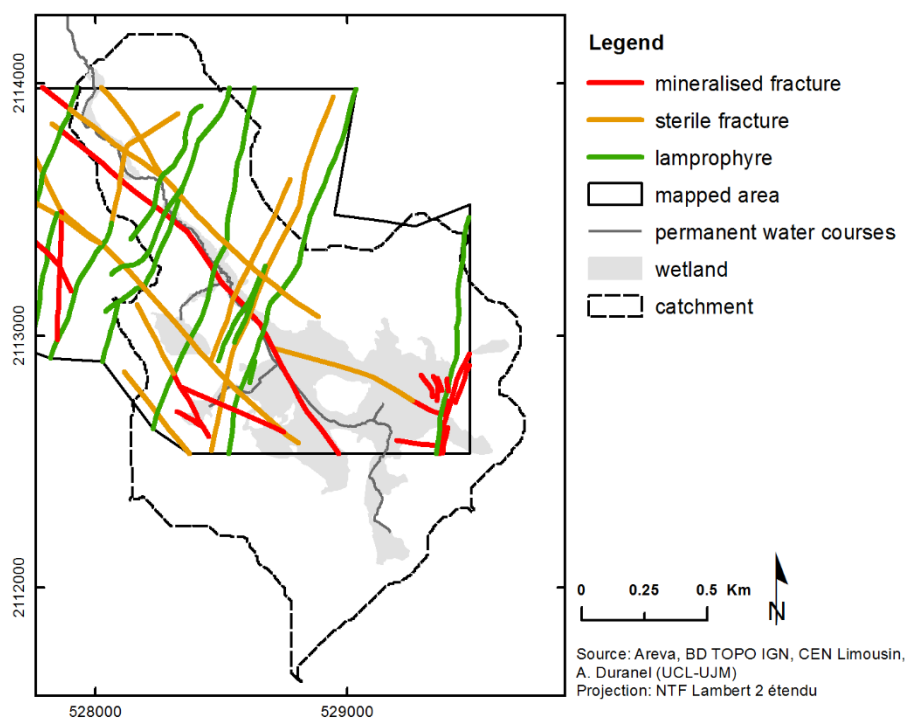 2114000
2113000
2112000
528000
529000
Legend
mineralised fracture
sterile fracture
lamprophyre
mapped area
permanent water courses
wetland
catchment
0 0.25 0.5 Km
N
Source: Areva, BD TOPO IGN, CEN Limousin,
A. Duranel (UCL-UJM)
Projection: NTF Lambert 2 étendu